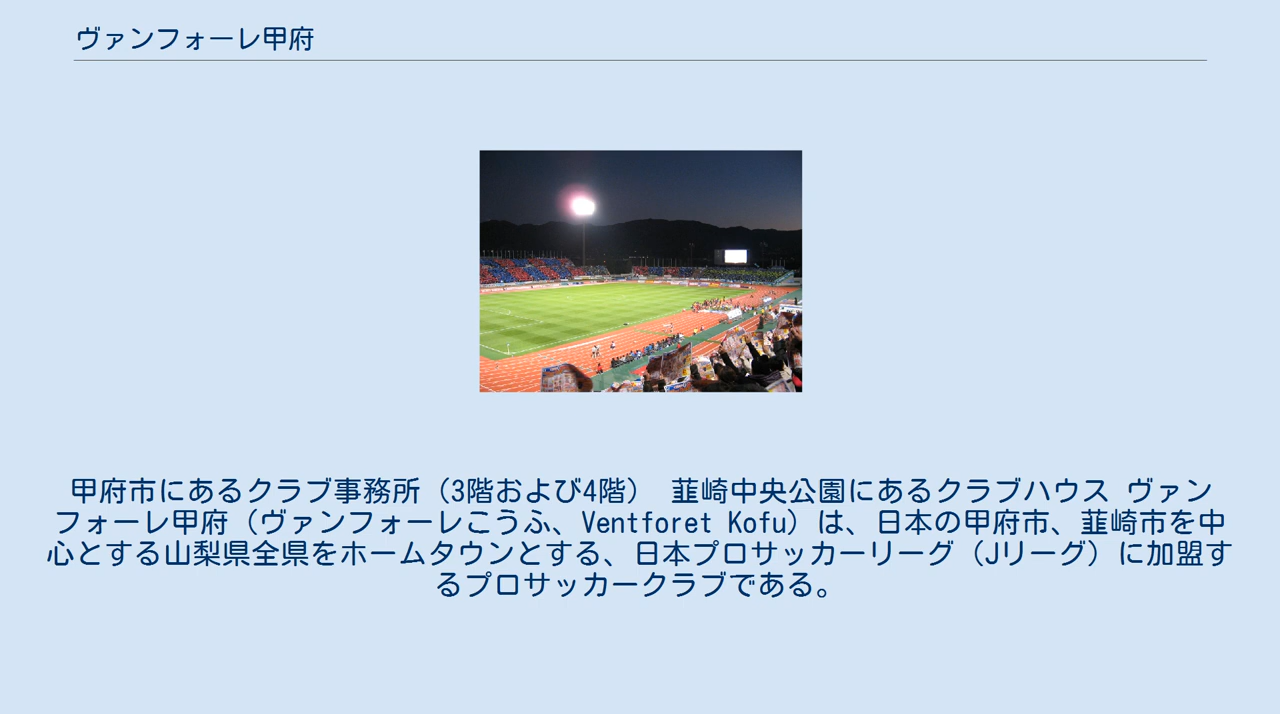 ヴァンフォーレ甲府
甲府市にあるクラブ事務所（3階および4階） 韮崎中央公園にあるクラブハウス ヴァン
フォーレ甲府（ヴァンフォーレこうふ、Ventforet Kofu）は、日本の甲府市、韮崎市を中
心とする山梨県全県をホームタウンとする、日本プロサッカーリーグ（Jリーグ）に加盟す
るプロサッカークラブである。